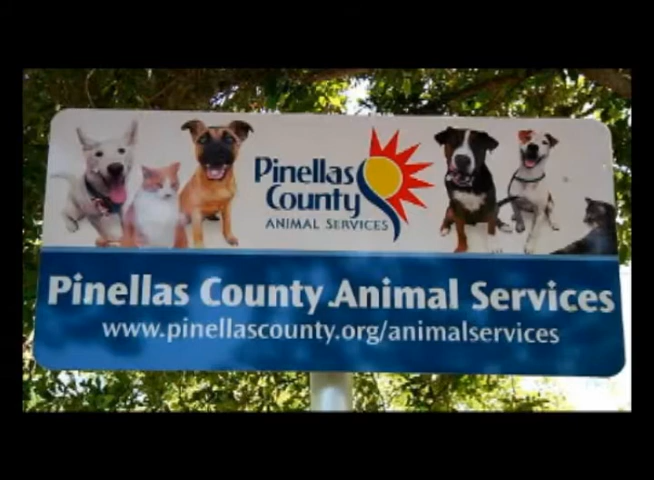 Pinellas
County
ANIMAL SERVICES
Pinellas County Animal Services
www.pinellascounty.org/animalservices